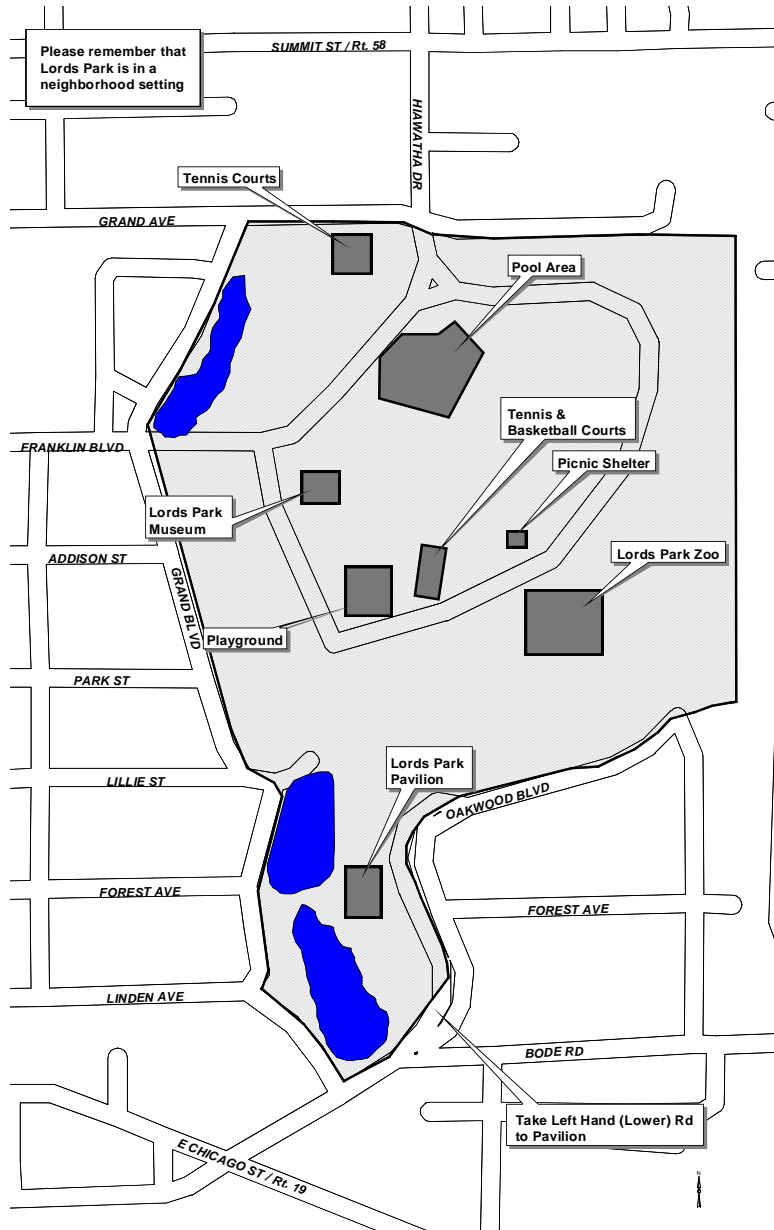 Please remember that
Lords Park is in a
neighborhood setting
SUMMIT ST / Rt. 58
HIAWATHA DR
Tennis Courts
GRAND AVE
Pool Area
Tennis &
Basketball Courts
FRANKLIN BLVD
Picnic Shelter
Lords Park
Museum
ADDISON ST
Lords Park Zoo
GRAND BLVD
Playground
PARK ST
Lords Park
Pavilion
LILLIE ST
OAKWOOD BLVD
FOREST AVE
FOREST AVE
LINDEN AVE
BODE RD
Take Left Hand (Lower) Rd
to Pavilion
E CHICAGO ST / Rt. 19
N